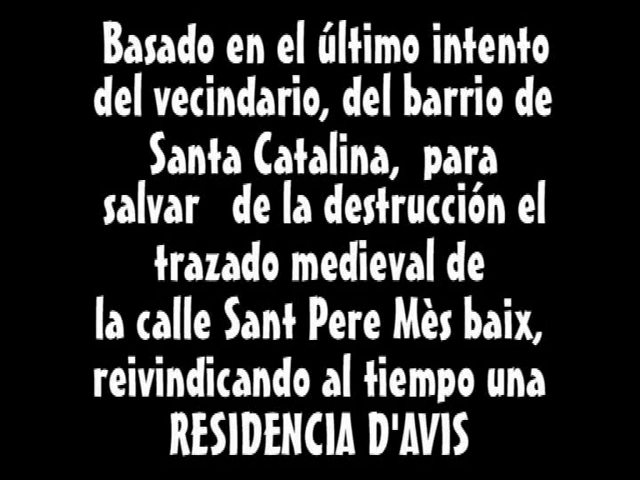 Basado en el último intento
del vecindario, del barrio de
Santa Catalina, para
salvar de la destrucción el
trazado medieval de
la calle Sant Pere Mès baix,
reivindicando al tiempo una
RESIDENCIA D'AVIS